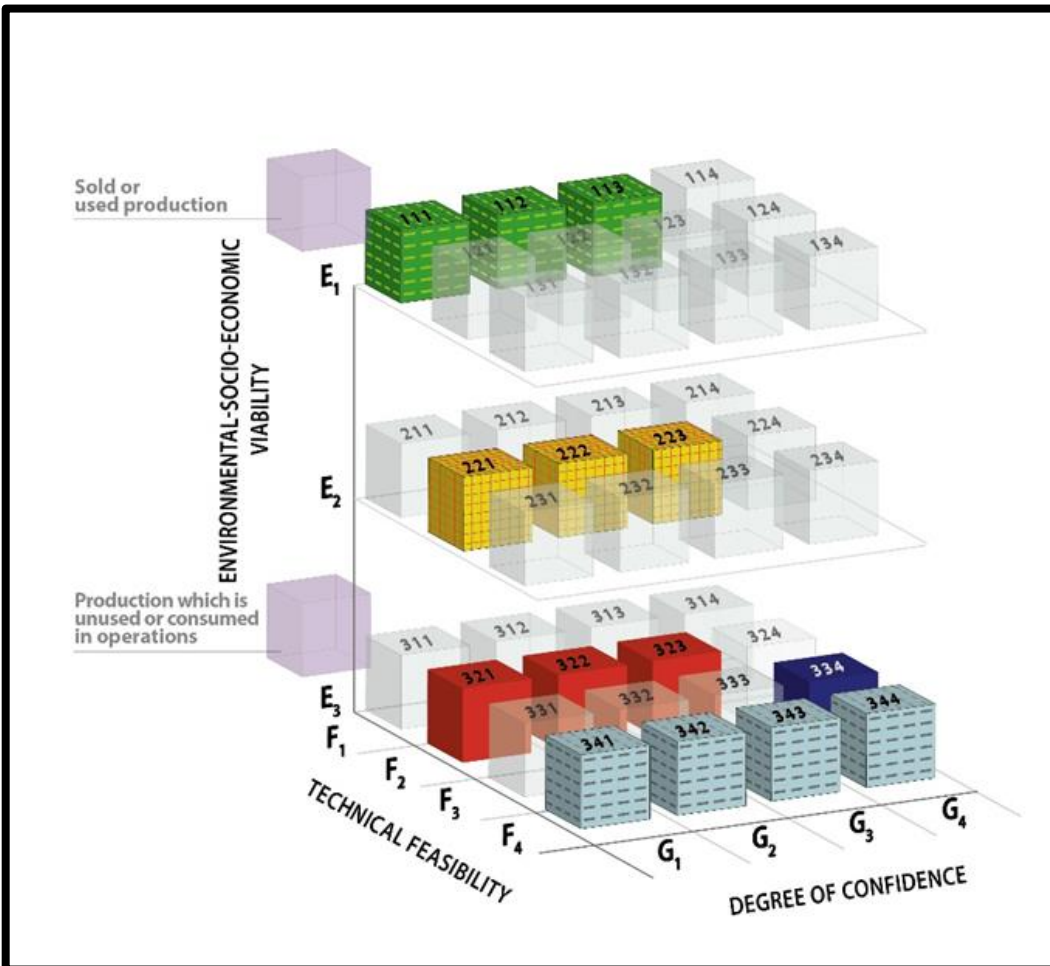 Sold or
used production
ENVIRONMENTAL-SOCIO-ECONOMIC
VIABILITY
E1
111
112
113
114
121
122
123
124
131
132
133
134
E2
211
212
213
214
221
222
223
224
231
232
233
234
Production which is
unused or consumed
in operations
E3
311
312
313
314
321
322
323
324
331
332
333
334
341
342
343
344
F1
F2
F3
F4
TECHNICAL FEASIBILITY
G1
G2
G3
G4
DEGREE OF CONFIDENCE